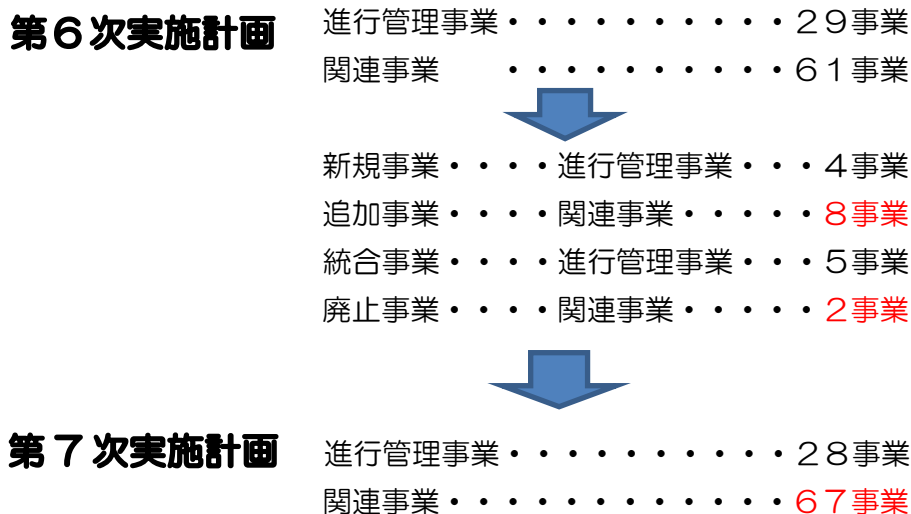 第６次実施計画 進行管理事業・・・・・・・・・・２９事業
関連事業　　・・・・・・・・・・６１事業
新規事業・・・・進行管理事業・・・４事業
追加事業・・・・関連事業・・・・・８事業
統合事業・・・・進行管理事業・・・５事業
廃止事業・・・・関連事業・・・・・２事業
第７次実施計画 進行管理事業・・・・・・・・・・２８事業
関連事業・・・・・・・・・・・・６７事業